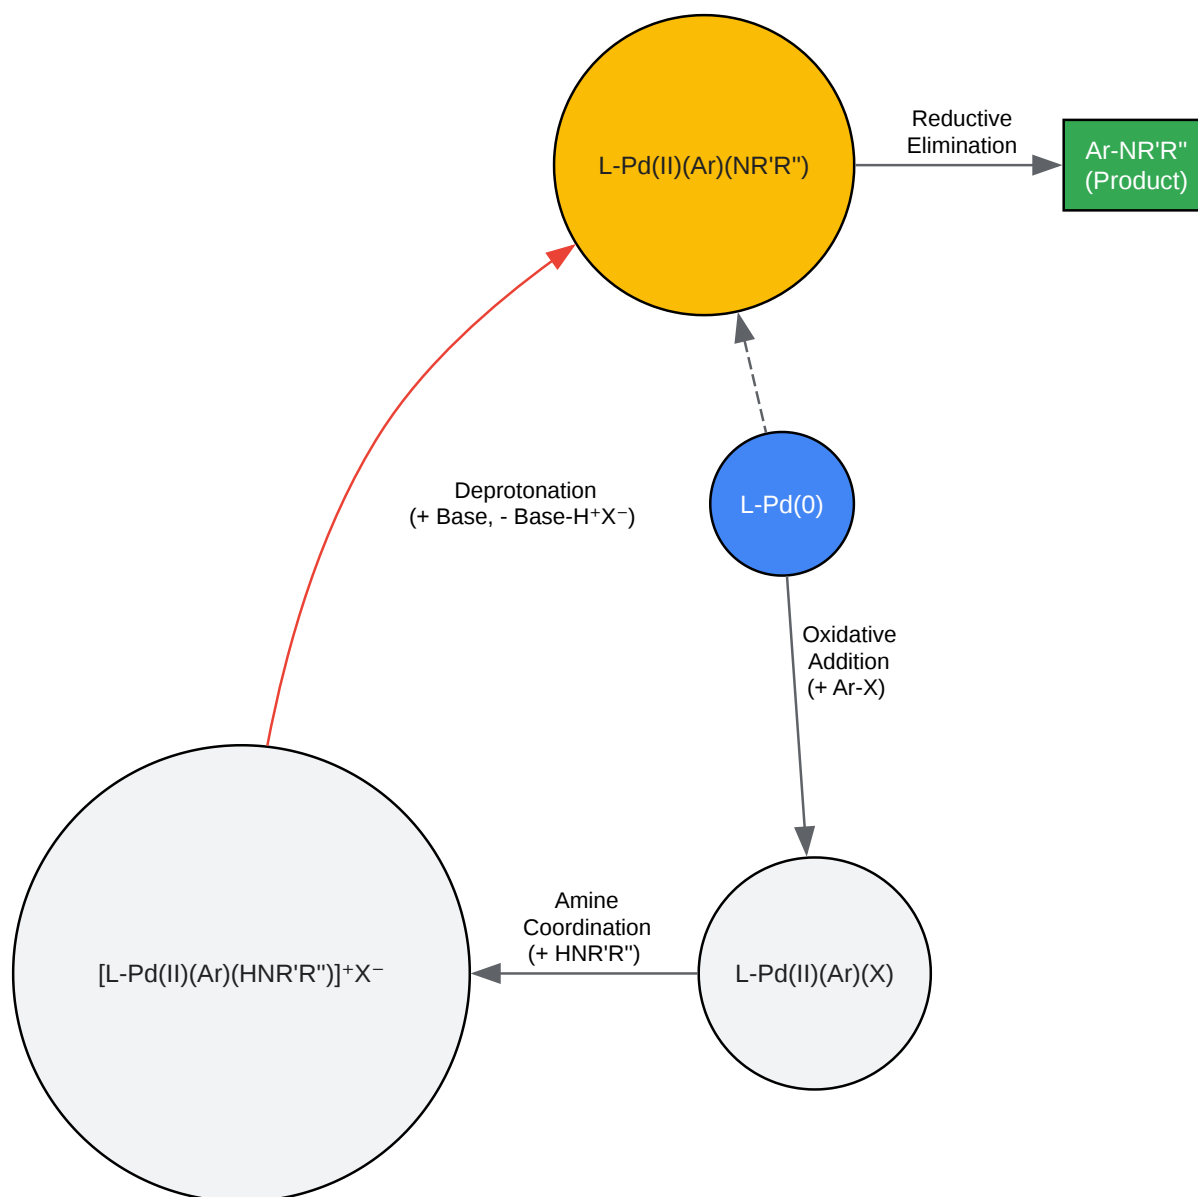 L-Pd(II)(Ar)(NR'R")
Reductive
Elimination
Ar-NR'R"
(Product)
Deprotonation
(+ Base, - Base-H⁺X⁻)
L-Pd(0)
Oxidative
Addition
(+ Ar-X)
Amine
Coordination
(+ HNR'R")
[L-Pd(II)(Ar)(HNR'R")]⁺X⁻
L-Pd(II)(Ar)(X)